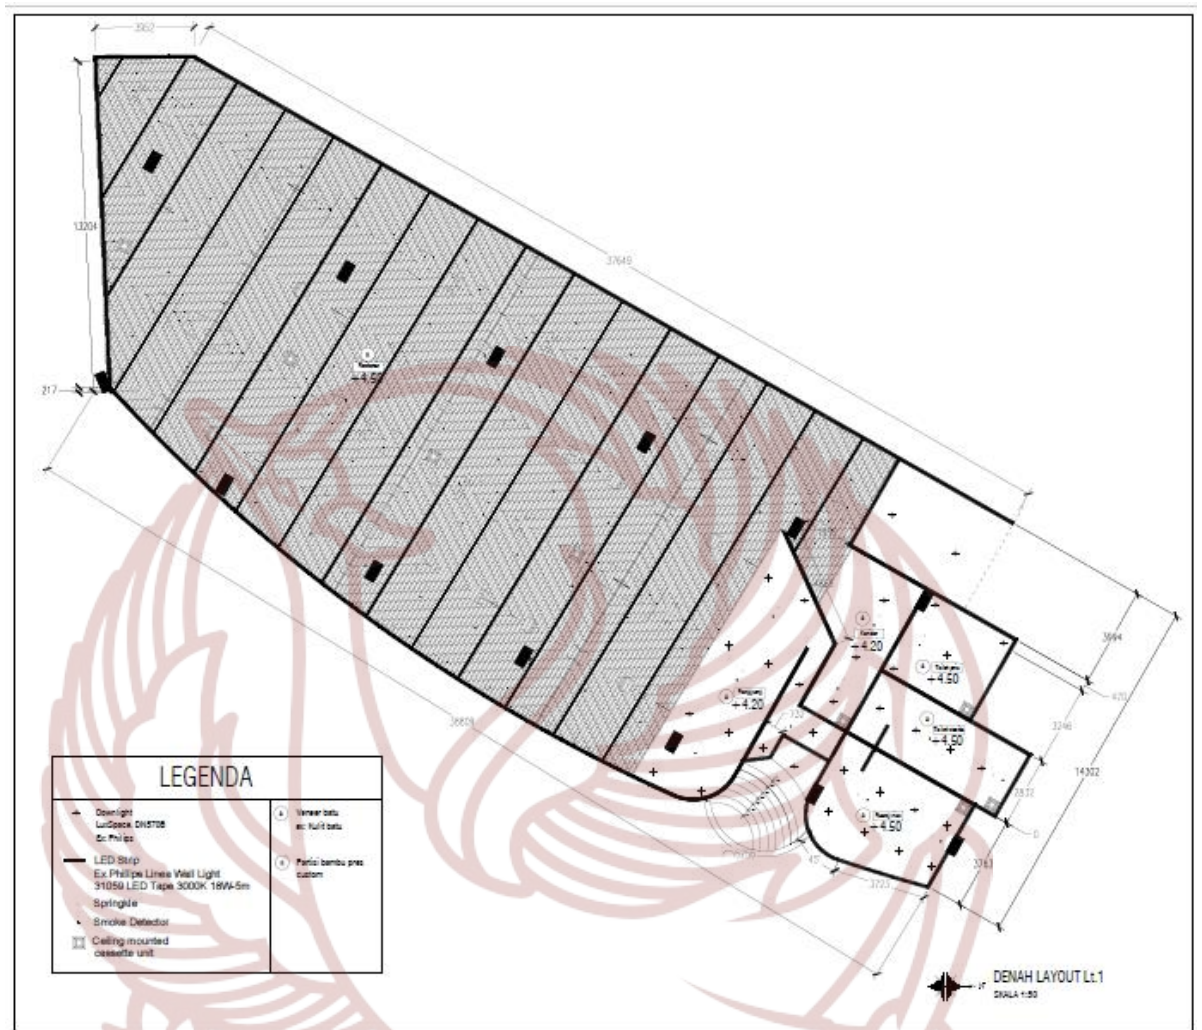 3952
37649
13204
217
+4.50
+4.20
+4.20
+4.50
+4.50
+4.50
3246
14302
3763
3723
45°
LEGENDA
Downlight
LuxSpace, DN570B
Ex. Philips
LED Strip
Ex Phillips Linea Wall Light
31059 LED Tape 3000K 18W-5m
Springkle
Smoke Detector
Ceiling mounted
cassette unit
Veneer batu
ex: Kulit batu
Partisi bambu pres
custom
DENAH LAYOUT Lt.1
SKALA 1:50